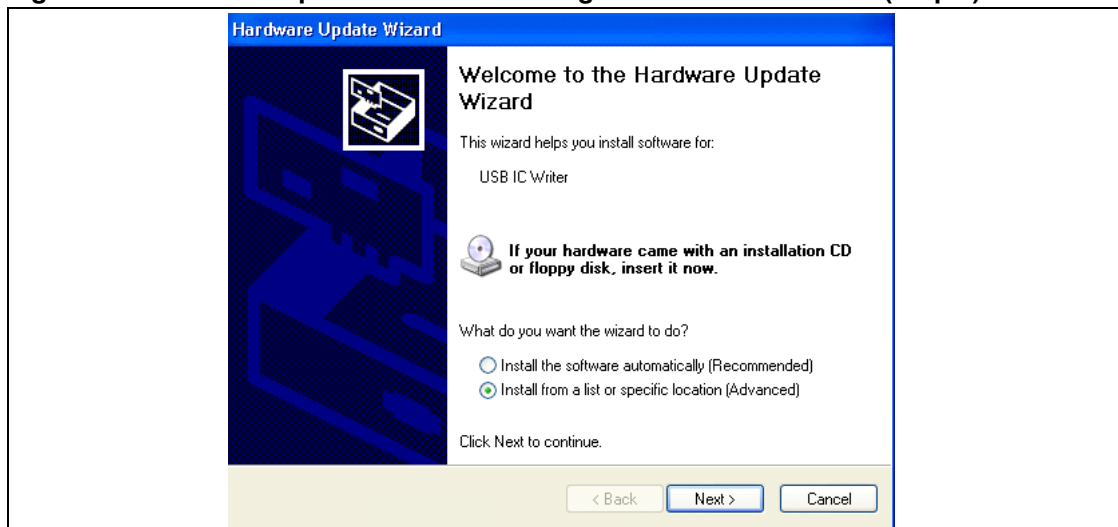 Hardware Update Wizard
Welcome to the Hardware Update
Wizard
This wizard helps you install software for:
USB IC Writer
If your hardware came with an installation CD
or floppy disk, insert it now.
What do you want the wizard to do?
Install the software automatically (Recommended)
Install from a list or specific location (Advanced)
Click Next to continue.
< Back
Next >
Cancel